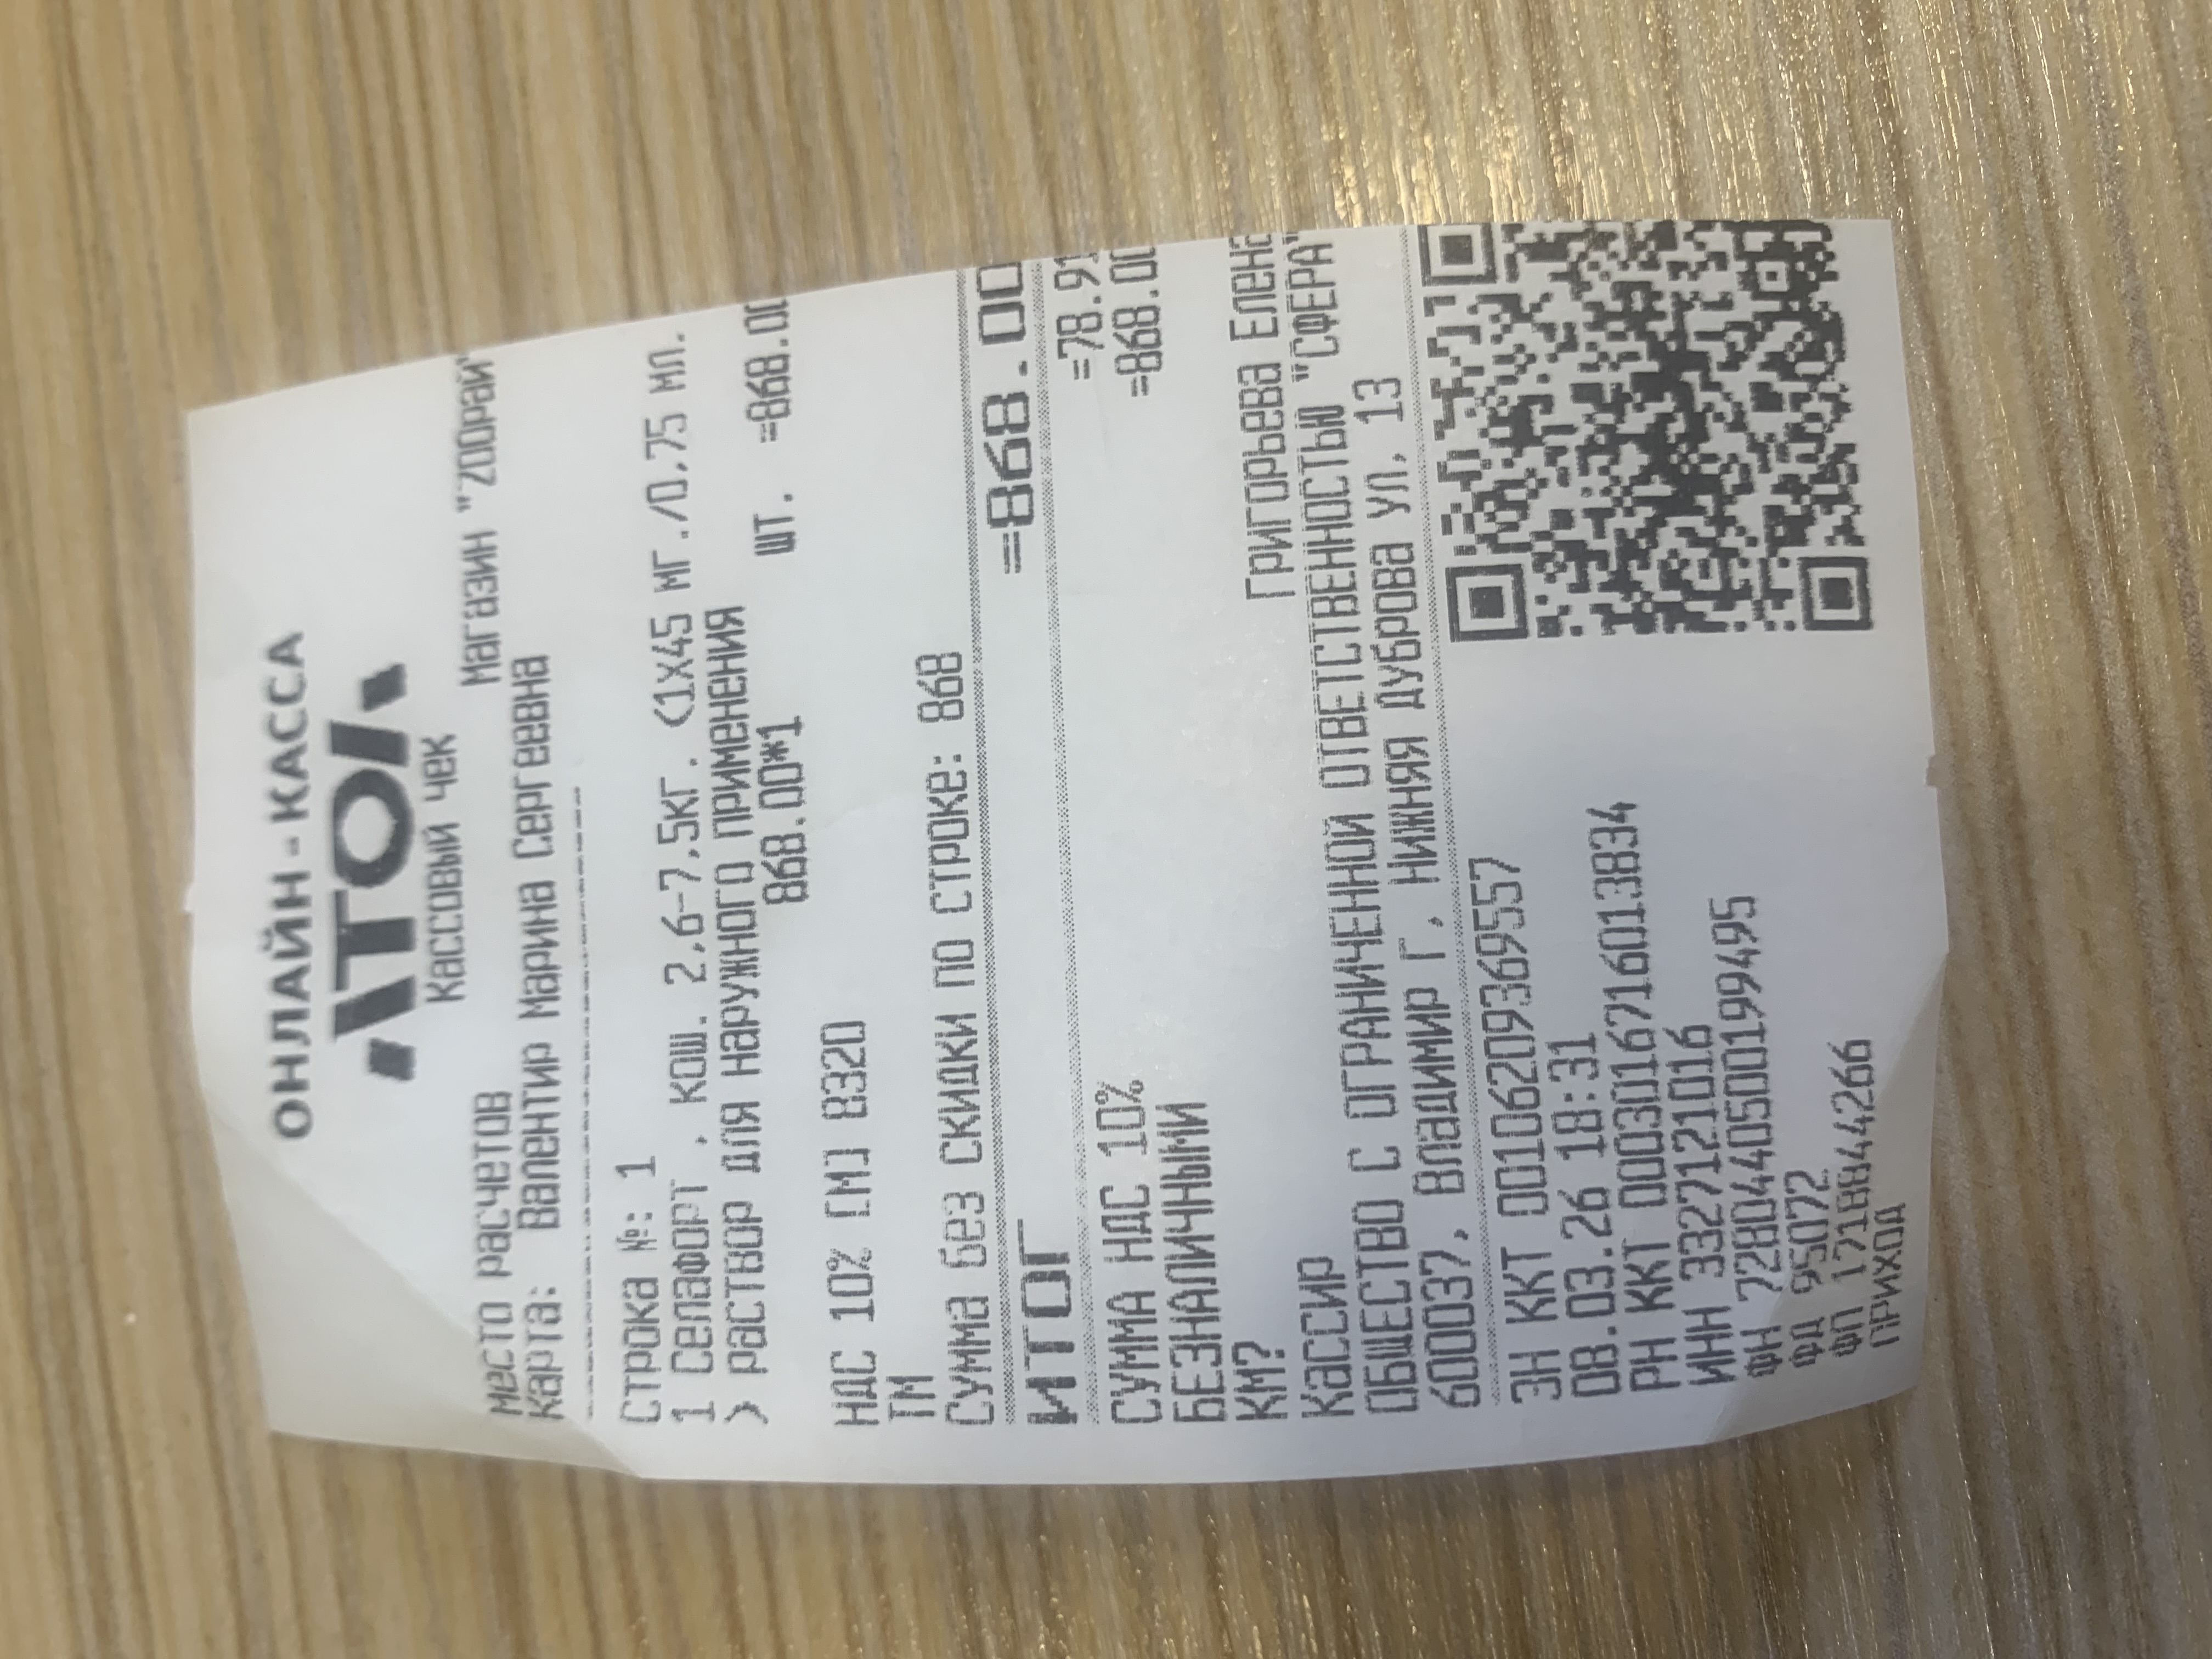 ОНЛАЙН-КАССА
АТОЛ
Кассовый чек
место расчетов Магазин "ZООрай"
Карта: Валентир Марина Сергеевна
СТРОКА №: 1
1 Селафорт , кош. 2,6-7,5кг. (1х45 мг./0,75 мл.
) раствор для наружного применения
868.00*1 шт. =868.00
НДС 10% [М] 8320
ТМ
Сумма без скидки по строке: 868
ИТОГ =868.00
СУММА НДС 10% =78.91
БЕЗНАЛИЧНЫМИ =868.00
КМ?
Кассир Григорьева Елена
ОБЩЕСТВО С ОГРАНИЧЕННОЙ ОТВЕТСТВЕННОСТЬЮ "СФЕРА"
600037, Владимир г, Нижняя Дуброва ул, 13
ЗН ККТ 00106209369557
08.03.26 18:31
РН ККТ 0003016716013834
ИНН 3327121016
ФН 7280440500199495
ФД 95072
ФП 1718844266
ПРИХОД